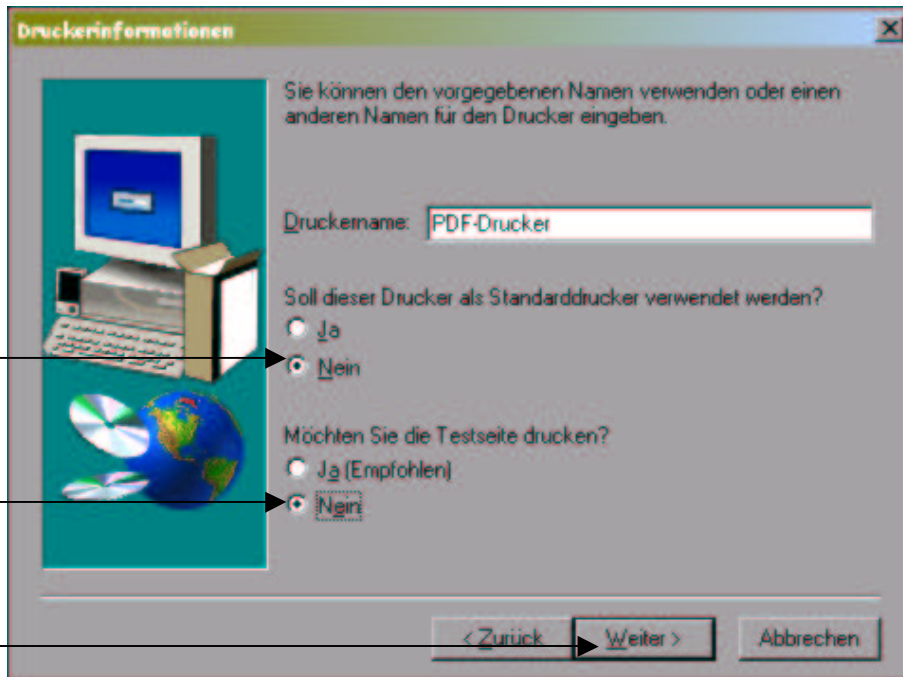 Druckerinformationen
Sie können den vorgegebenen Namen verwenden oder einen
anderen Namen für den Drucker eingeben.
Druckername: PDF-Drucker
Soll dieser Drucker als Standarddrucker verwendet werden?
Ja
Nein
Möchten Sie die Testseite drucken?
Ja (Empfohlen)
Nein
< Zurück Weiter > Abbrechen